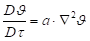 Dϑ/Dτ = a · ∇²ϑ